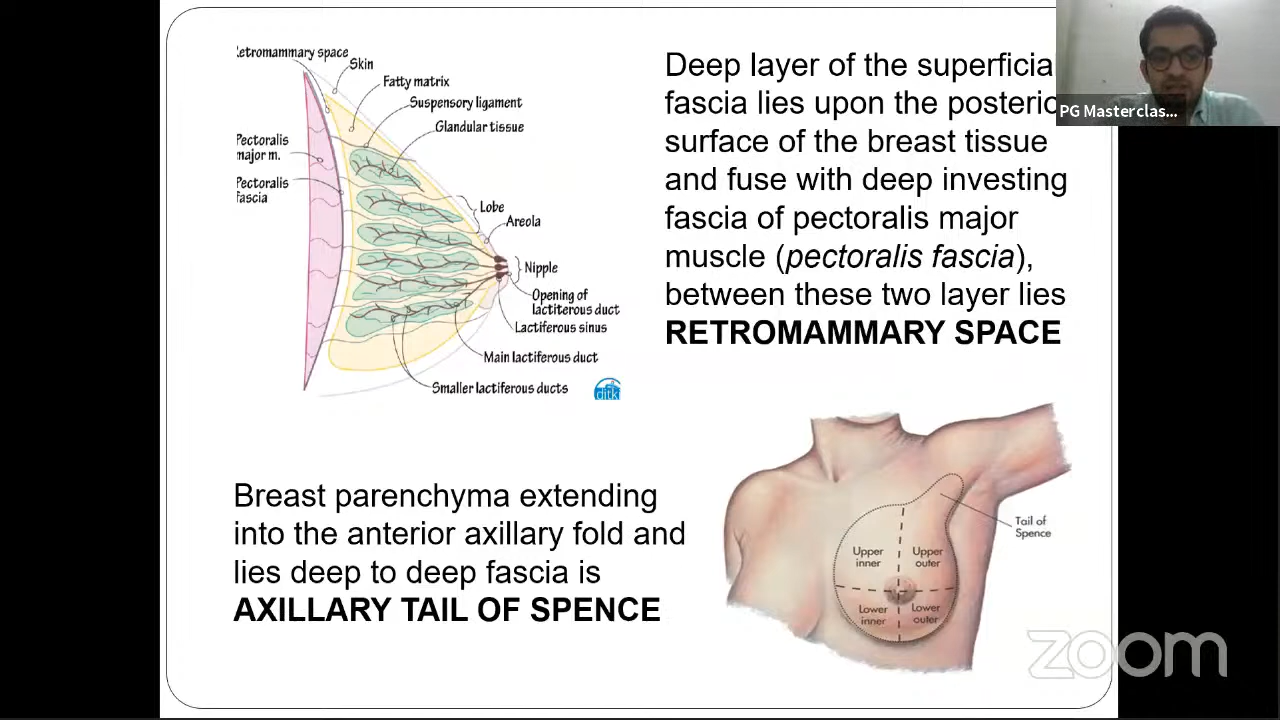 etromammary space
Skin
Fatty matrix
Suspensory ligament
Glandular tissue
Pectoralis
major m.
Pectoralis
fascia
Lobe
Areola
Nipple
Opening of
lactiterous duct
Lactiferous sinus
Main lactiferous duct
Smaller lactiferous ducts
ditki
Deep layer of the superficial
fascia lies upon the posterio
surface of the breast tissue
and fuse with deep investing
fascia of pectoralis major
muscle (pectoralis fascia),
between these two layer lies
RETROMAMMARY SPACE
PG Masterclas...
Breast parenchyma extending
into the anterior axillary fold and
lies deep to deep fascia is
AXILLARY TAIL OF SPENCE
Tail of
Spence
Upper
inner
Upper
outer
Lower
inner
Lower
outer
zoom